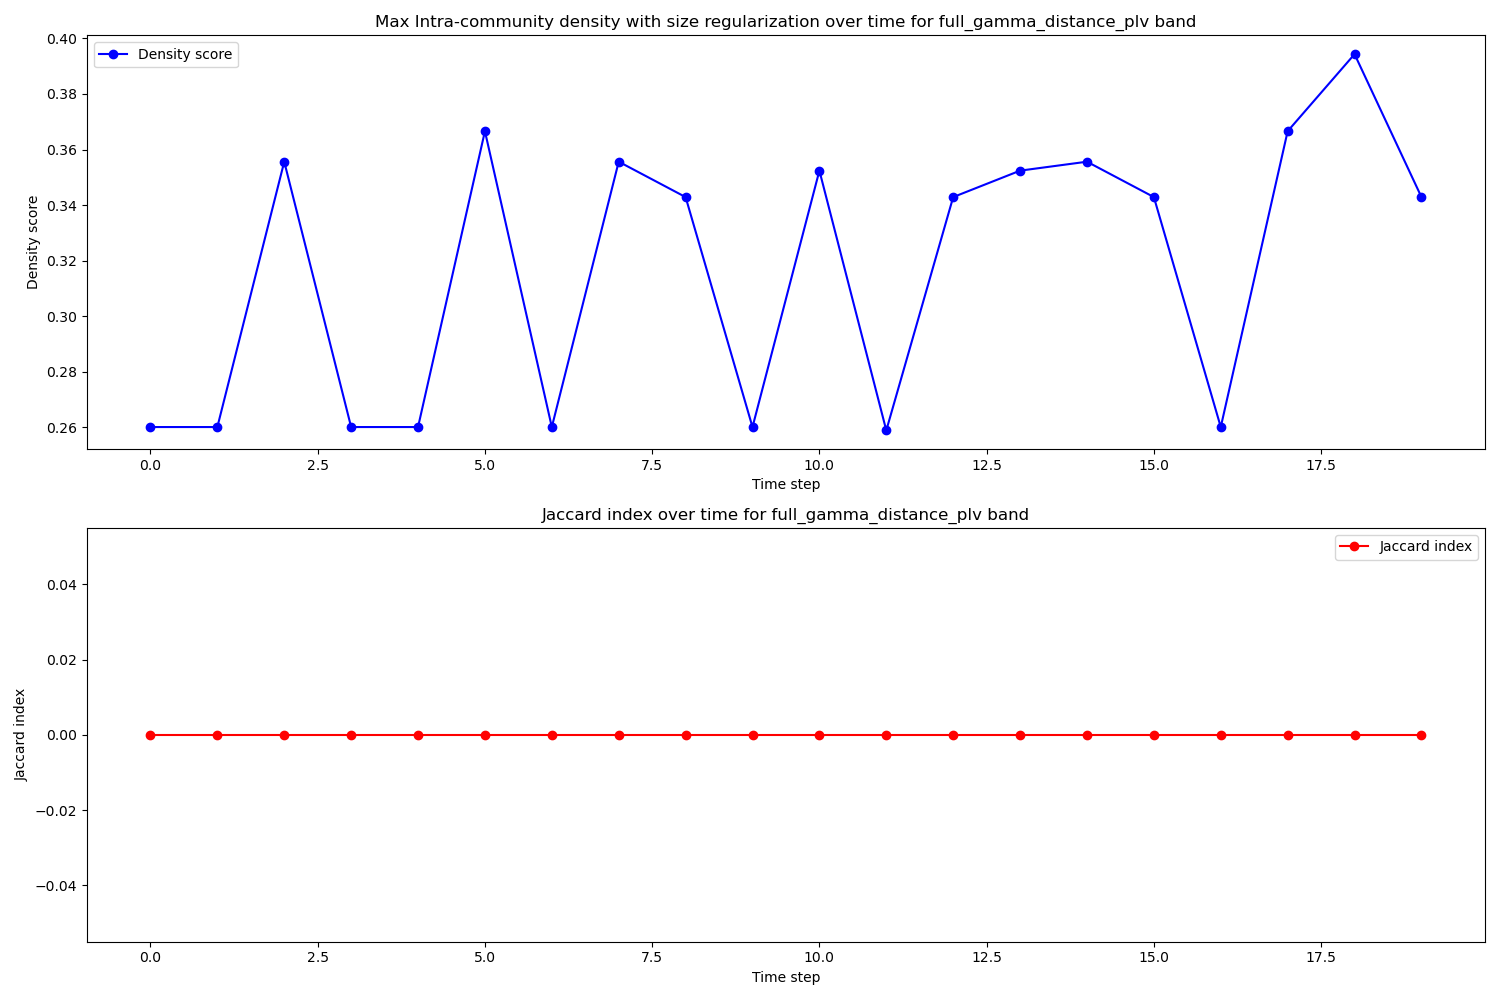 Max Intra-community density with size regularization over time for full_gamma_distance_plv band
Density score
0.40
0.38
0.36
0.34
0.32
0.30
0.28
0.26
Density score
0.0 2.5 5.0 7.5 10.0 12.5 15.0 17.5
Time step
Jaccard index over time for full_gamma_distance_plv band
Jaccard index
0.04
0.02
0.00
−0.02
−0.04
Jaccard index
0.0 2.5 5.0 7.5 10.0 12.5 15.0 17.5
Time step